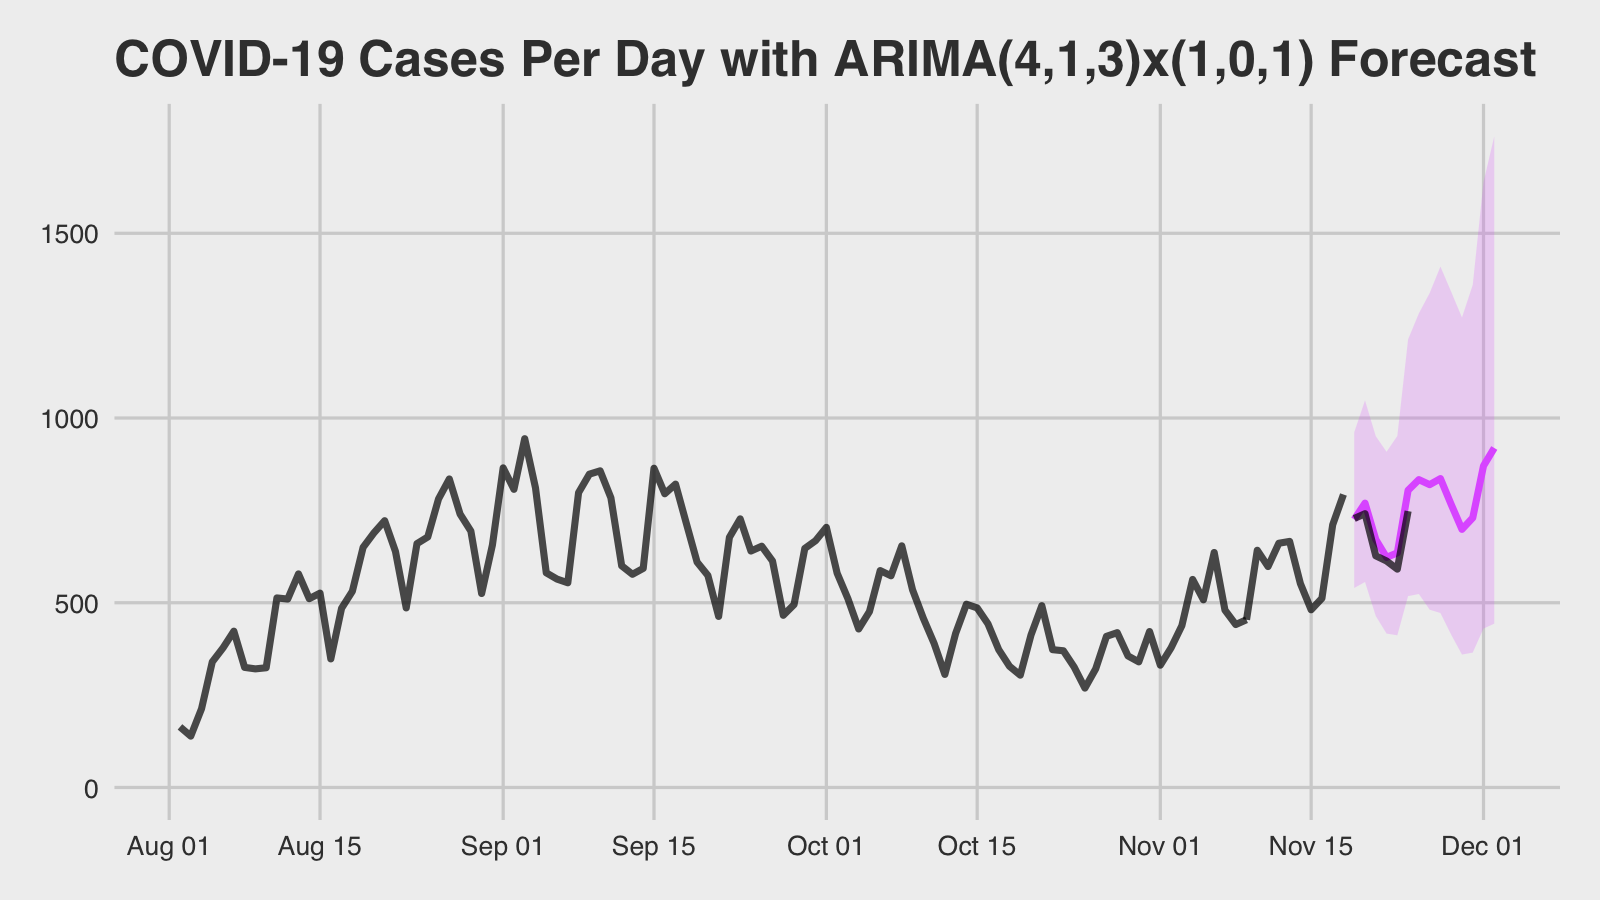 COVID-19 Cases Per Day with ARIMA(4,1,3)x(1,0,1) Forecast
1500
1000
500
0
Aug 01 Aug 15 Sep 01 Sep 15 Oct 01 Oct 15 Nov 01 Nov 15 Dec 01